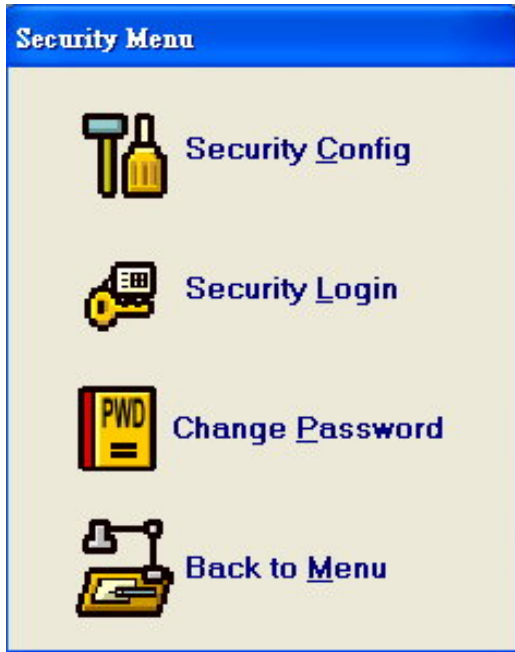 Security Menu
Security Config
Security Login
PWD
Change Password
Back to Menu